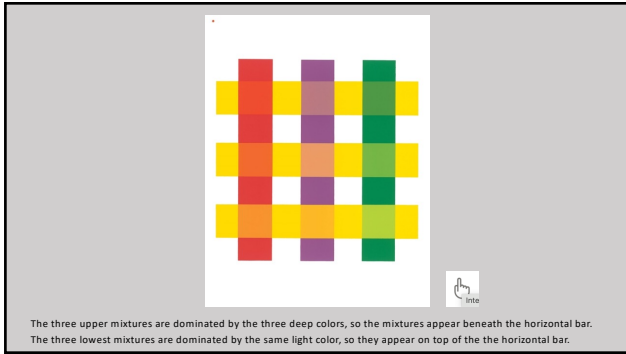 Inte
The three upper mixtures are dominated by the three deep colors, so the mixtures appear beneath the horizontal bar.
The three lowest mixtures are dominated by the same light color, so they appear on top of the the horizontal bar.